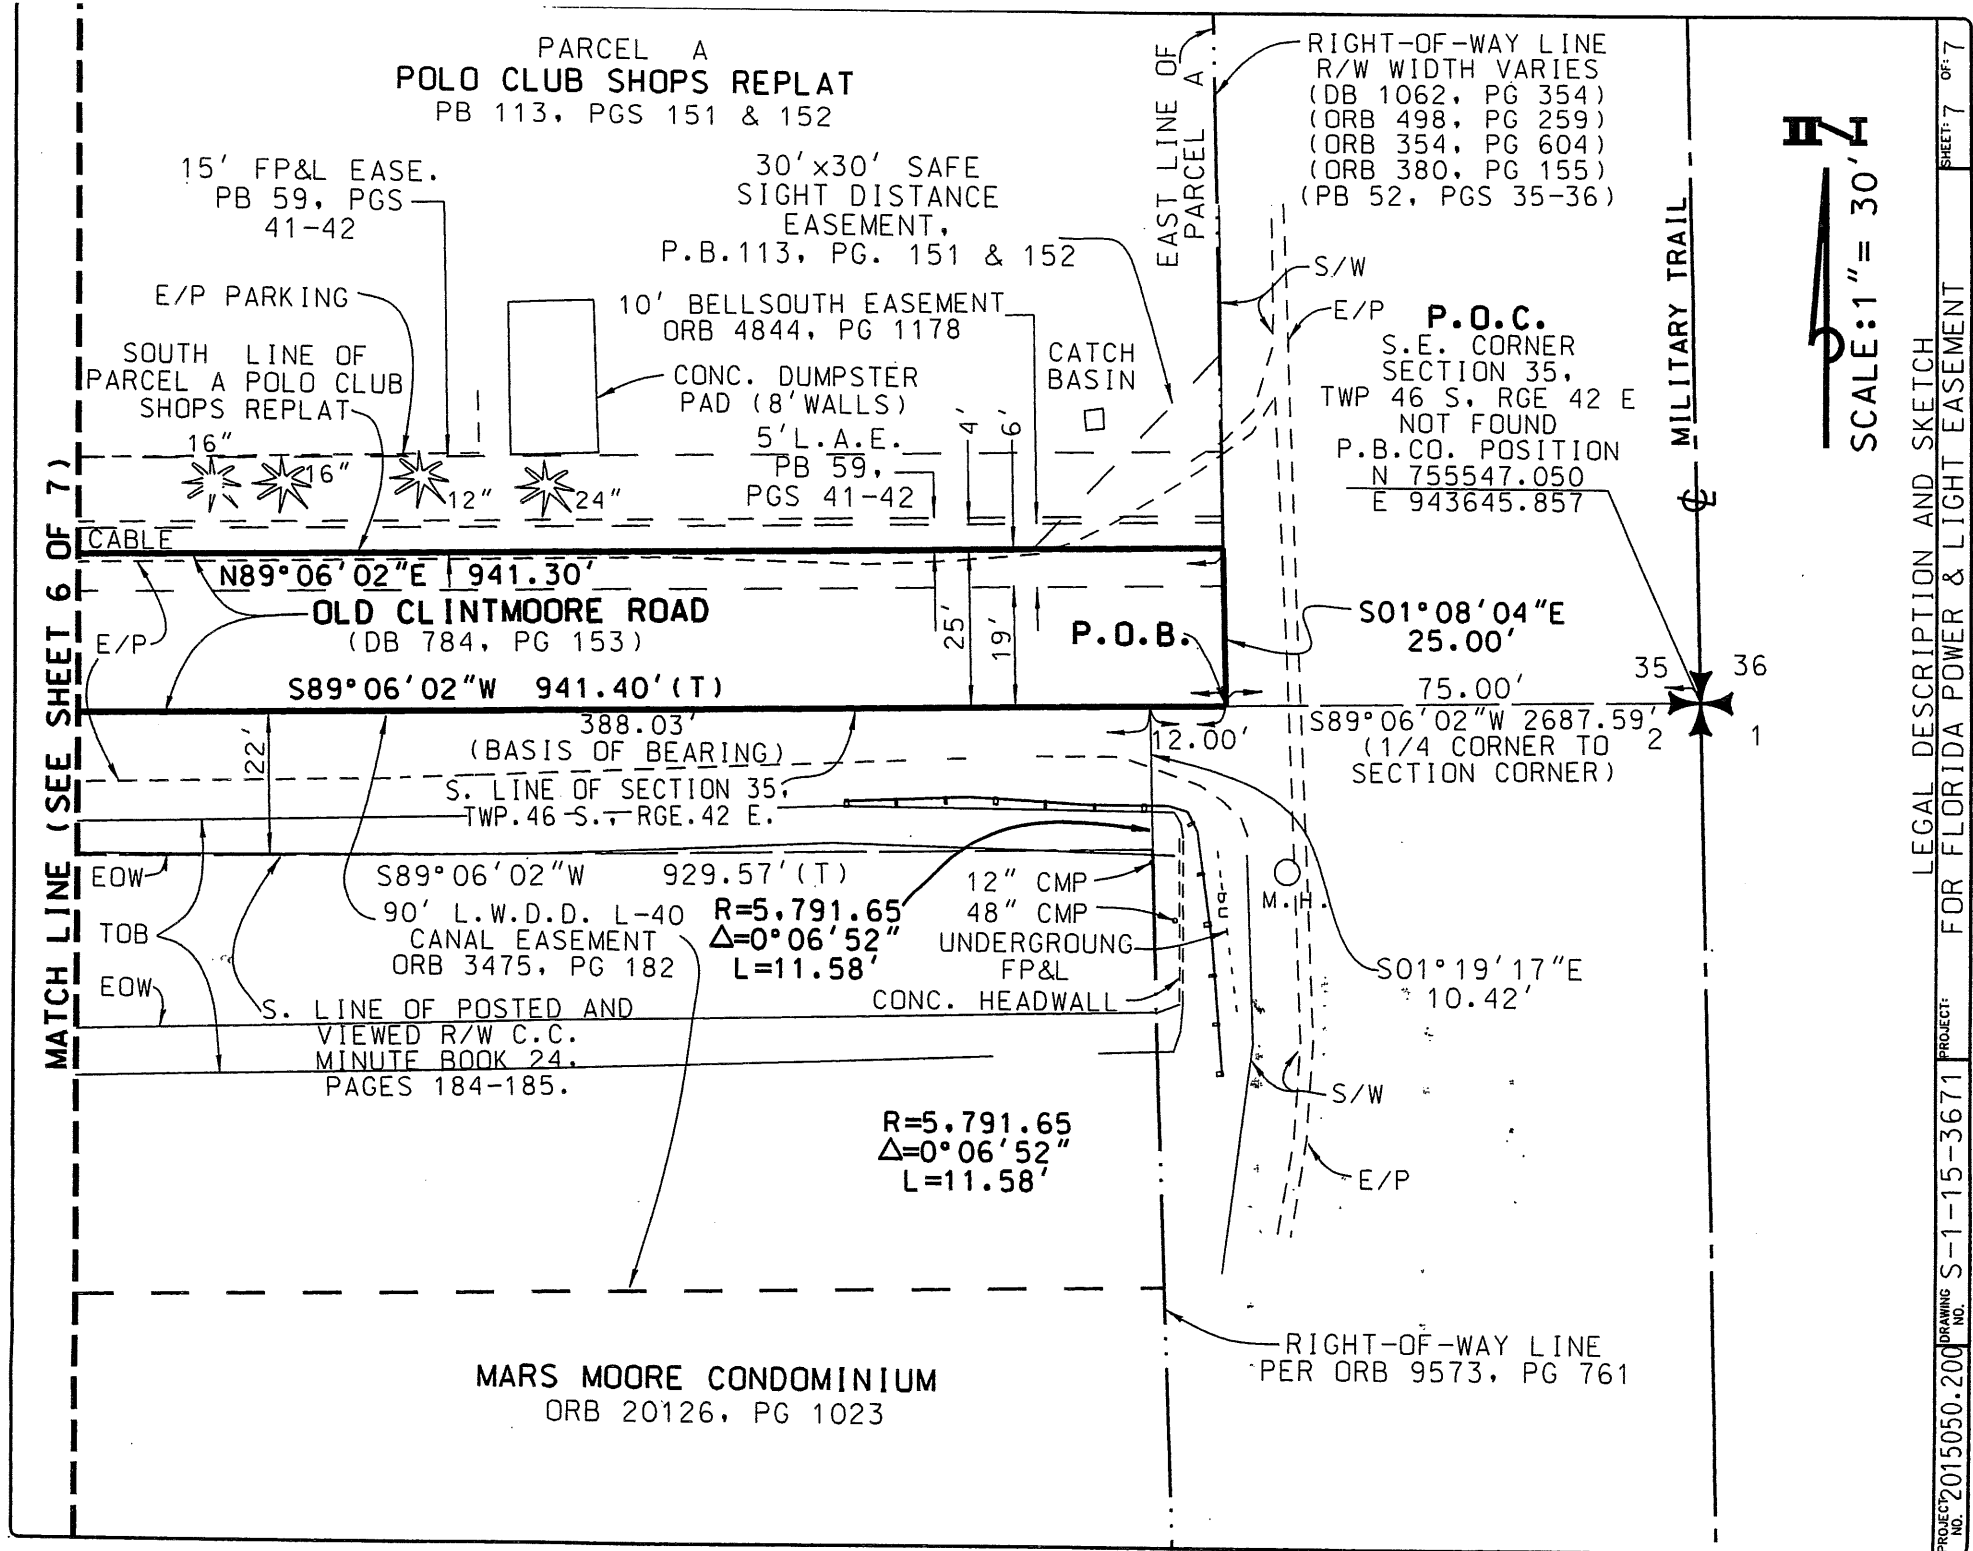 PARCEL A
POLO CLUB SHOPS REPLAT
PB 113, PGS 151 & 152
15' FP&L EASE.
PB 59, PGS
41-42
30'x30' SAFE
SIGHT DISTANCE
EASEMENT,
P.B.113, PG. 151 & 152
EAST LINE OF
PARCEL A
RIGHT-OF-WAY LINE
R/W WIDTH VARIES
(DB 1062, PG 354)
(ORB 498, PG 259)
(ORB 354, PG 604)
(ORB 380, PG 155)
(PB 52, PGS 35-36)
S/W
E/P
MILITARY TRAIL
SCALE:1"= 30'
E/P PARKING
10' BELLSOUTH EASEMENT
ORB 4844, PG 1178
SOUTH LINE OF
PARCEL A POLO CLUB
SHOPS REPLAT
CONC. DUMPSTER
PAD (8'WALLS)
CATCH
BASIN
P.O.C.
S.E. CORNER
SECTION 35,
TWP 46 S, RGE 42 E
NOT FOUND
P.B.CO. POSITION
N 755547.050
E 943645.857
16"
16"
12"
24"
5'L.A.E.
PB 59,
PGS 41-42
4'
6'
CABLE
N89°06'02"E 941.30'
OLD CLINTMOORE ROAD
(DB 784, PG 153)
E/P
25'
19'
P.O.B.
S01°08'04"E
25.00'
S89°06'02"W 941.40'(T)
35
36
75.00'
388.03'
(BASIS OF BEARING)
22'
12.00'
S89°06'02"W 2687.59'
(1/4 CORNER TO
SECTION CORNER)
2
1
S. LINE OF SECTION 35,
TWP.46 S., RGE.42 E.
EOW
S89°06'02"W 929.57'(T)
90' L.W.D.D. L-40
CANAL EASEMENT
ORB 3475, PG 182
R=5,791.65'
Δ=0°06'52"
L=11.58'
12" CMP
48" CMP
UNDERGROUNG
FP&L
CONC. HEADWALL
M.H.
TOB
EOW
S01°19'17"E
10.42'
S. LINE OF POSTED AND
VIEWED R/W C.C.
MINUTE BOOK 24,
PAGES 184-185.
S/W
R=5,791.65
Δ=0°06'52"
L=11.58'
E/P
RIGHT-OF-WAY LINE
PER ORB 9573, PG 761
MARS MOORE CONDOMINIUM
ORB 20126, PG 1023
MATCH LINE (SEE SHEET 6 OF 7)
SHEET: 7 OF: 7
PROJECT:
LEGAL DESCRIPTION AND SKETCH
FOR FLORIDA POWER & LIGHT EASEMENT
DRAWING NO. S-1-15-3671
PROJECT NO. 2015050.200